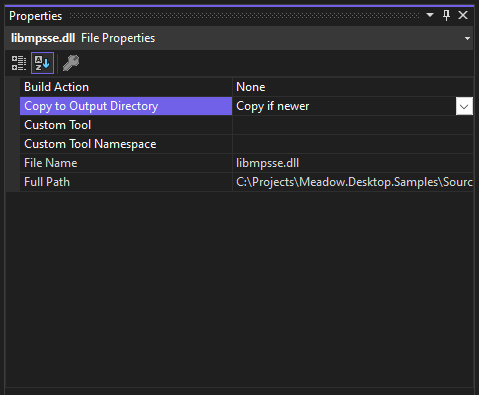 Properties
libmpsse.dll File Properties
Build Action None
Copy to Output Directory Copy if newer
Custom Tool
Custom Tool Namespace
File Name libmpsse.dll
Full Path C:\Projects\Meadow.Desktop.Samples\Sourc